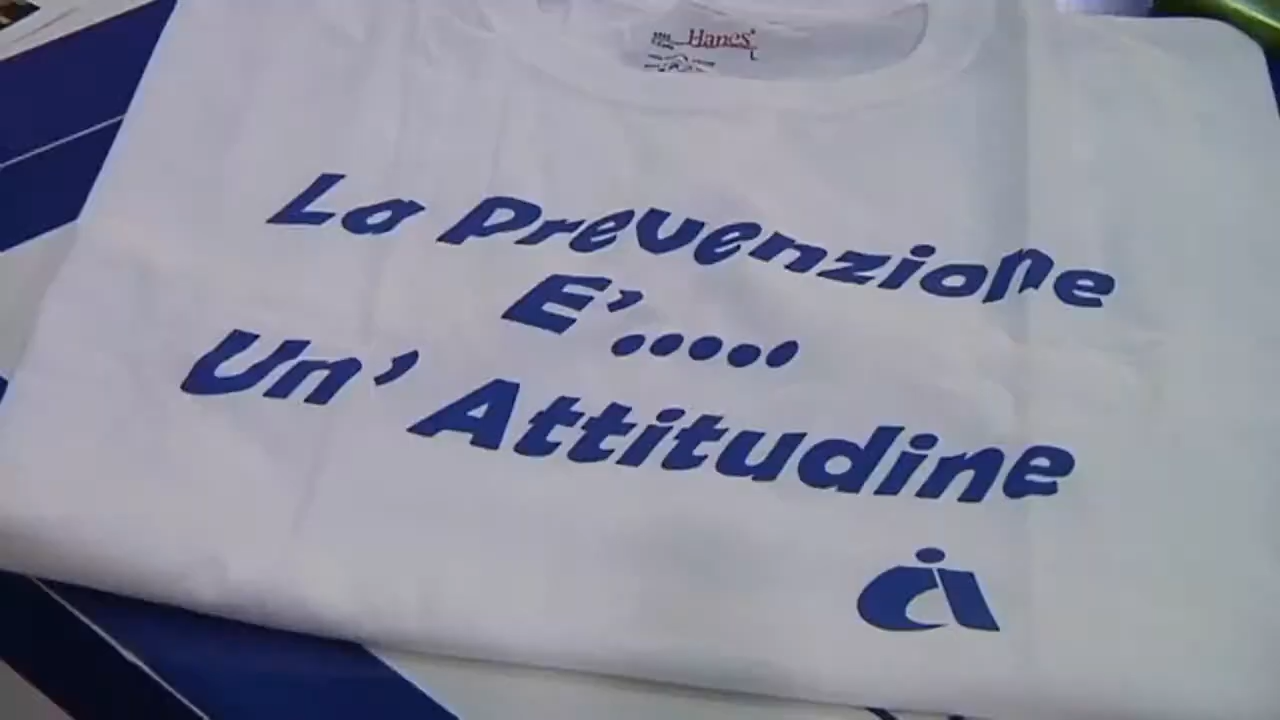 Hanes
L
La Prevenzione
E'.....
Un' Attitudine